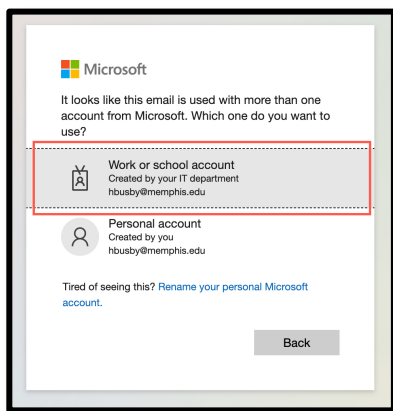 Microsoft
It looks like this email is used with more than one
account from Microsoft. Which one do you want to
use?
Work or school account
Created by your IT department
hbusby@memphis.edu
Personal account
Created by you
hbusby@memphis.edu
Tired of seeing this? Rename your personal Microsoft
account.
Back